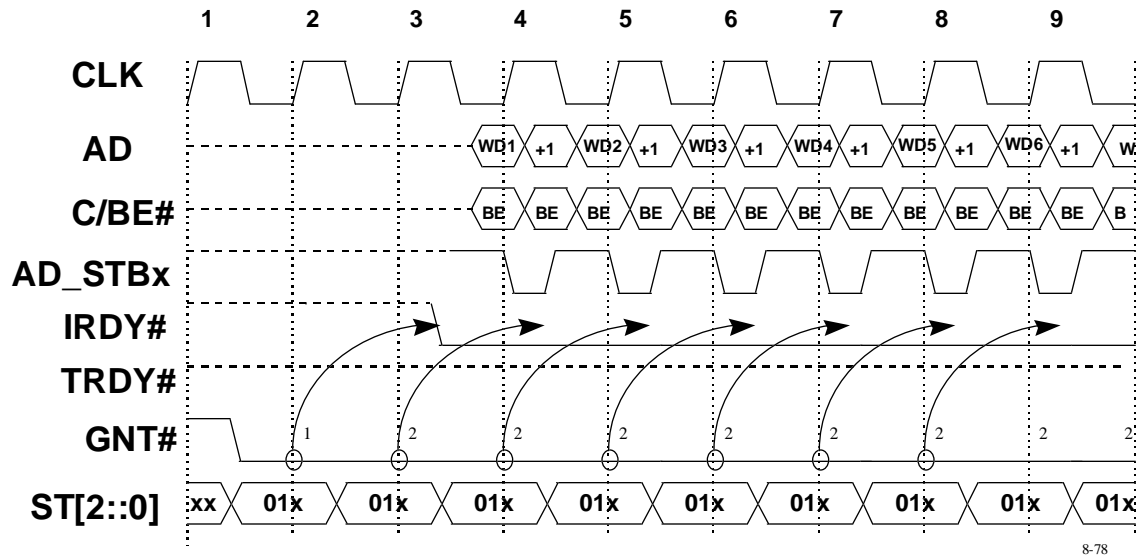 1 2 3 4 5 6 7 8 9
CLK
AD WD1 +1 WD2 +1 WD3 +1 WD4 +1 WD5 +1 WD6 +1 W
C/BE# BE BE BE BE BE BE BE BE BE BE BE BE B
AD_STBx
IRDY#
TRDY#
GNT# 1 2 2 2 2 2 2 2 2
ST[2::0] xx 01x 01x 01x 01x 01x 01x 01x 01x 01x
8-78